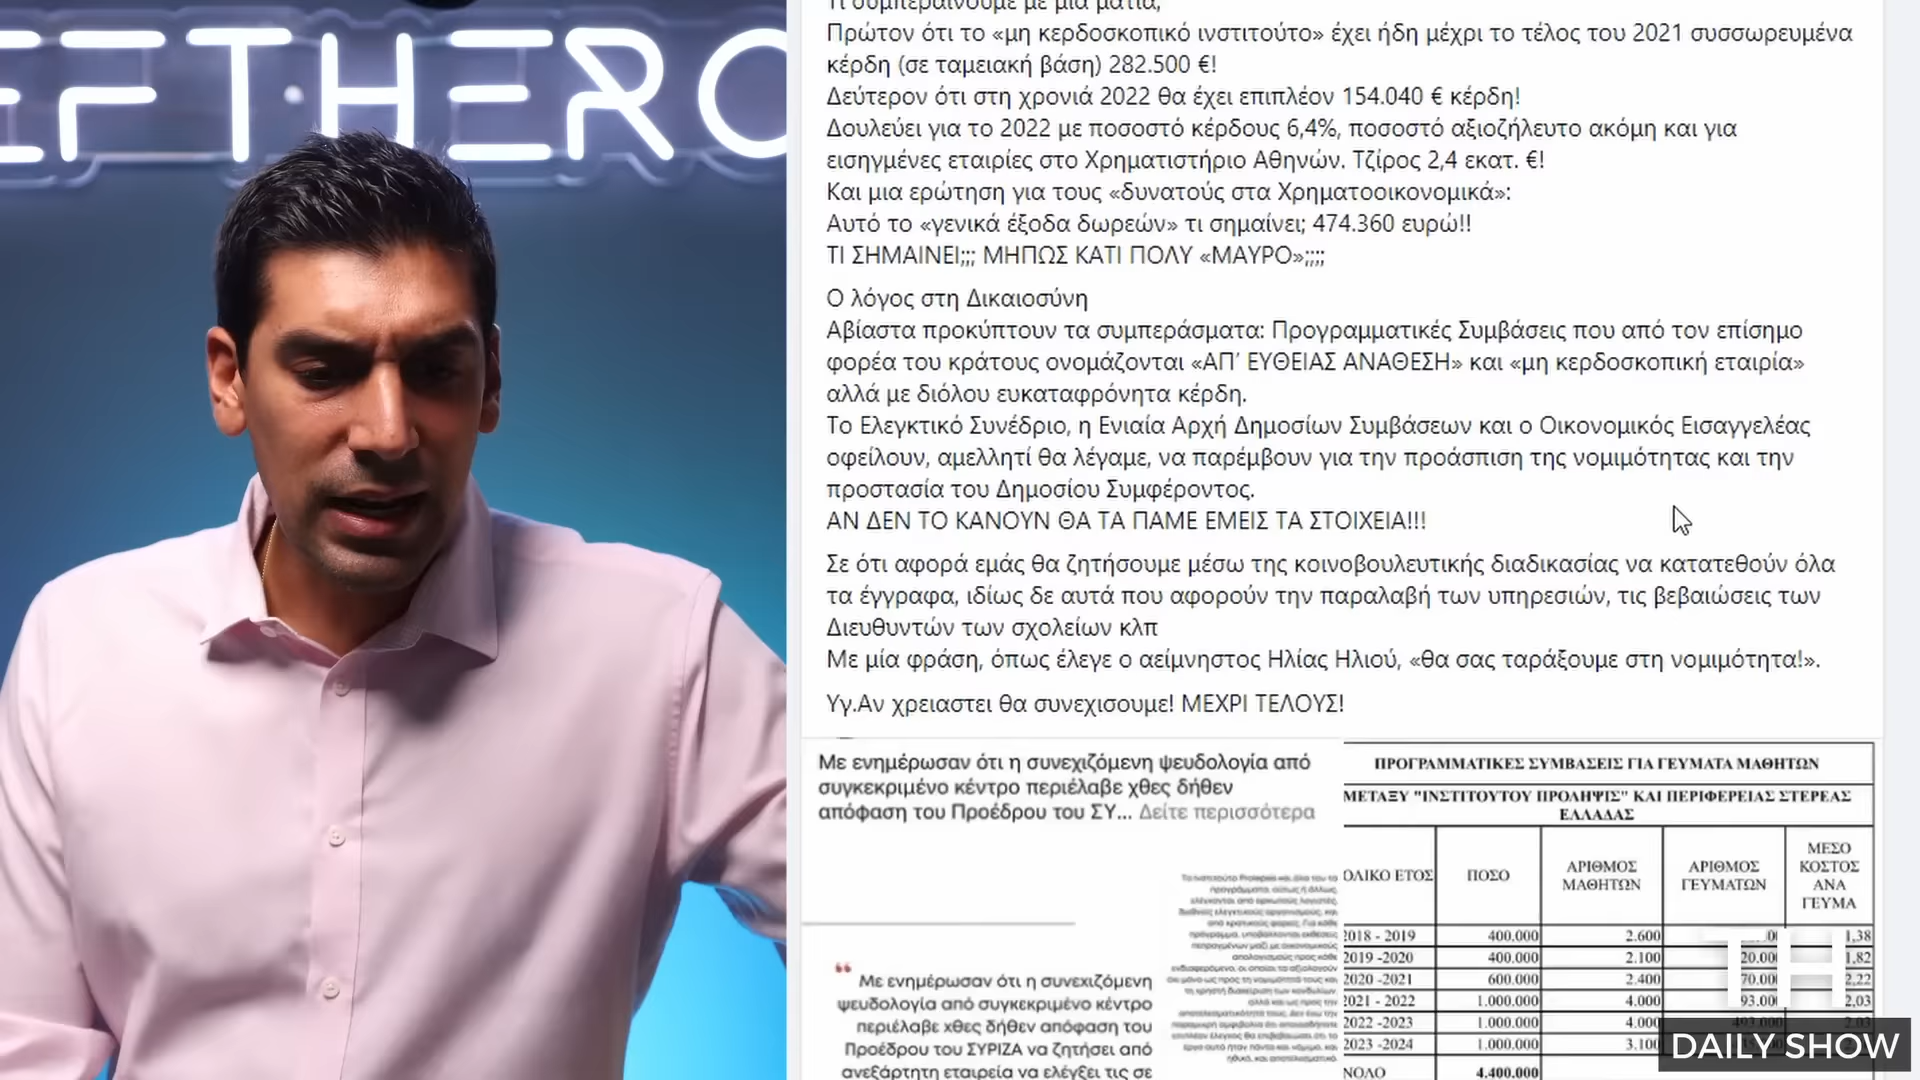 EFTHERO
Τι συμπεραίνουμε με μια ματιά;
Πρώτον ότι το «μη κερδοσκοπικό ινστιτούτο» έχει ήδη μέχρι το τέλος του 2021 συσσωρευμένα
κέρδη (σε ταμειακή βάση) 282.500 €!
Δεύτερον ότι στη χρονιά 2022 θα έχει επιπλέον 154.040 € κέρδη!
Δουλεύει για το 2022 με ποσοστό κέρδους 6,4%, ποσοστό αξιοζήλευτο ακόμη και για
εισηγμένες εταιρίες στο Χρηματιστήριο Αθηνών. Τζίρος 2,4 εκατ. €!
Και μια ερώτηση για τους «δυνατούς στα Χρηματοοικονομικά»:
Αυτό το «γενικά έξοδα δωρεών» τι σημαίνει; 474.360 ευρώ!!
ΤΙ ΣΗΜΑΙΝΕΙ;;; ΜΗΠΩΣ ΚΑΤΙ ΠΟΛΥ «ΜΑΥΡΟ»;;;;
Ο λόγος στη Δικαιοσύνη
Αβίαστα προκύπτουν τα συμπεράσματα: Προγραμματικές Συμβάσεις που από τον επίσημο
φορέα του κράτους ονομάζονται «ΑΠ’ ΕΥΘΕΙΑΣ ΑΝΑΘΕΣΗ» και «μη κερδοσκοπική εταιρία»
αλλά με διόλου ευκαταφρόνητα κέρδη.
Το Ελεγκτικό Συνέδριο, η Ενιαία Αρχή Δημοσίων Συμβάσεων και ο Οικονομικός Εισαγγελέας
οφείλουν, αμελλητί θα λέγαμε, να παρέμβουν για την προάσπιση της νομιμότητας και την
προστασία του Δημοσίου Συμφέροντος.
ΑΝ ΔΕΝ ΤΟ ΚΑΝΟΥΝ ΘΑ ΤΑ ΠΑΜΕ ΕΜΕΙΣ ΤΑ ΣΤΟΙΧΕΙΑ!!!
Σε ότι αφορά εμάς θα ζητήσουμε μέσω της κοινοβουλευτικής διαδικασίας να κατατεθούν όλα
τα έγγραφα, ιδίως δε αυτά που αφορούν την παραλαβή των υπηρεσιών, τις βεβαιώσεις των
Διευθυντών των σχολείων κλπ
Με μία φράση, όπως έλεγε ο αείμνηστος Ηλίας Ηλιού, «θα σας ταράξουμε στη νομιμότητα!».
Υγ.Αν χρειαστει θα συνεχισουμε! ΜΕΧΡΙ ΤΕΛΟΥΣ!
Με ενημέρωσαν ότι η συνεχιζόμενη ψευδολογία από
συγκεκριμένο κέντρο περιέλαβε χθες δήθεν
απόφαση του Προέδρου του ΣΥ... Δείτε περισσότερα
Με ενημέρωσαν ότι η συνεχιζόμενη
ψευδολογία από συγκεκριμένο κέντρο
περιέλαβε χθες δήθεν απόφαση του
Προέδρου του ΣΥΡΙΖΑ να ζητήσει από
ανεξάρτητη εταιρεία να ελέγξει τις σε
ΠΡΟΓΡΑΜΜΑΤΙΚΕΣ ΣΥΜΒΑΣΕΙΣ ΓΙΑ ΓΕΥΜΑΤΑ ΜΑΘΗΤΩΝ
ΜΕΤΑΞΥ "ΙΝΣΤΙΤΟΥΤΟΥ ΠΡΟΛΗΨΙΣ" ΚΑΙ ΠΕΡΙΦΕΡΕΙΑΣ ΣΤΕΡΕΑΣ
ΕΛΛΑΔΑΣ
ΟΛΙΚΟ ΕΤΟΣ ΠΟΣΟ ΑΡΙΘΜΟΣ ΜΑΘΗΤΩΝ ΑΡΙΘΜΟΣ ΓΕΥΜΑΤΩΝ ΜΕΣΟ ΚΟΣΤΟΣ ΑΝΑ ΓΕΥΜΑ
2018 - 2019 400.000 2.600 1,38
2019 -2020 400.000 2.100 20.000 1,82
2020 -2021 600.000 2.400 70.000 2,22
2021 - 2022 1.000.000 4.000 93.000 2,03
2022 -2023 1.000.000 4.000 493.000 2,03
2023 -2024 1.000.000 3.100
ΝΟΛΟ 4.400.000
TH
DAILY SHOW